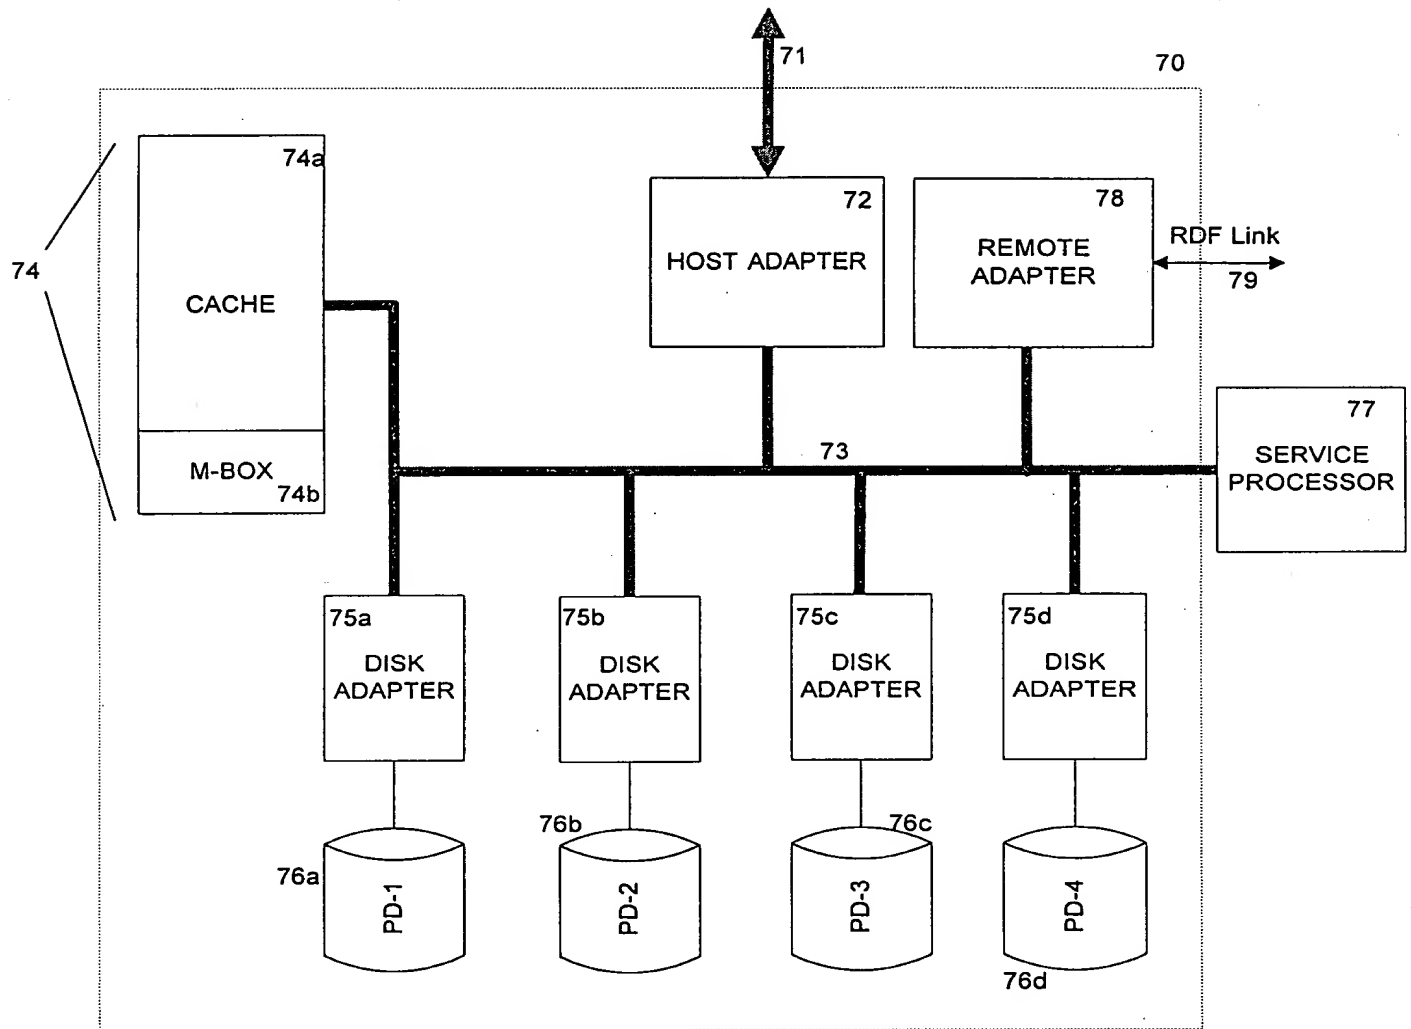 71
70
74a
72
78
RDF Link
79
HOST ADAPTER
REMOTE
ADAPTER
74
CACHE
77
SERVICE
PROCESSOR
73
M-BOX
74b
75a
DISK
ADAPTER
75b
DISK
ADAPTER
75c
DISK
ADAPTER
75d
DISK
ADAPTER
76a
PD-1
76b
PD-2
76c
PD-3
PD-4
76d